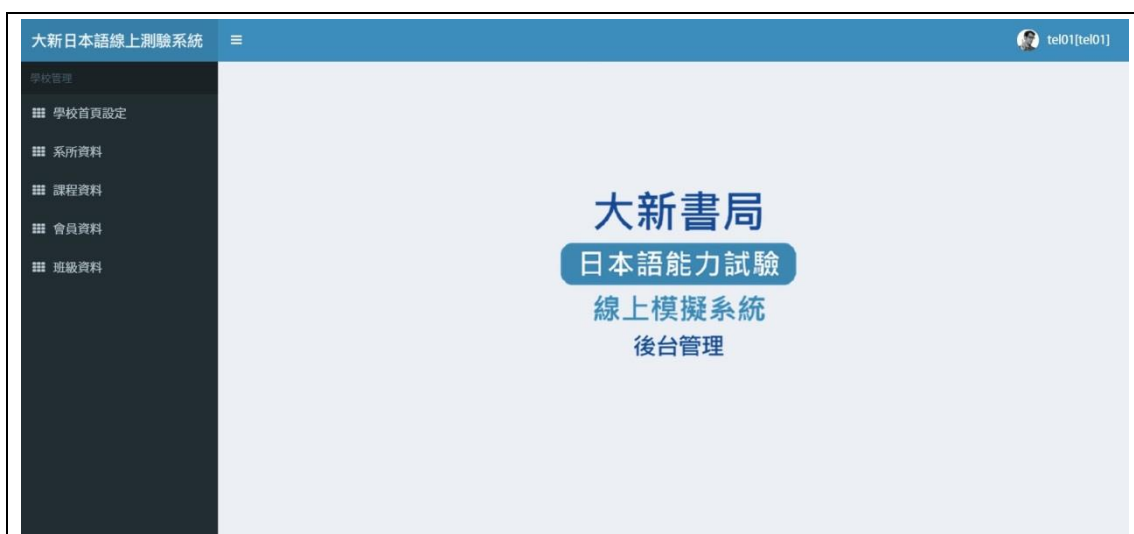 大新日本語線上測驗系統
tel01[tel01]
學校管理
學校首頁設定
系所資料
課程資料
會員資料
班級資料
大新書局
日本語能力試驗
線上模擬系統
後台管理